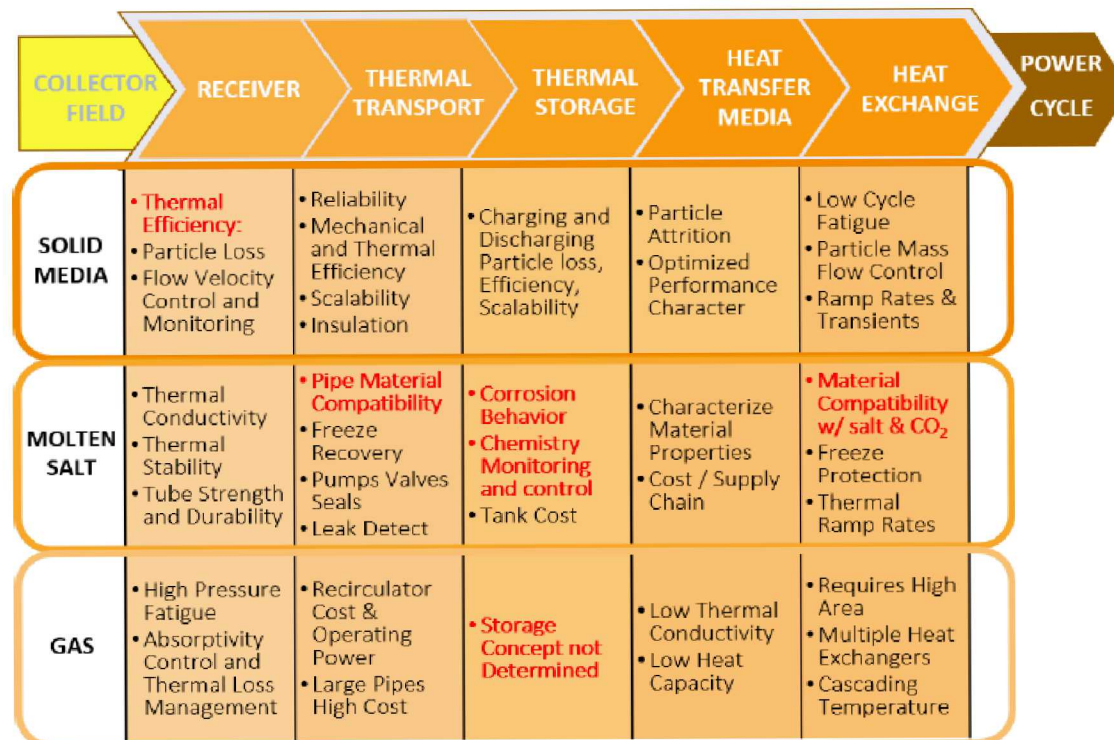 COLLECTOR
FIELD
RECEIVER
THERMAL
TRANSPORT
THERMAL
STORAGE
HEAT
TRANSFER
MEDIA
HEAT
EXCHANGE
POWER
CYCLE
SOLID
MEDIA
• Thermal
Efficiency:
• Particle Loss
• Flow Velocity
Control and
Monitoring
• Reliability
• Mechanical
and Thermal
Efficiency
• Scalability
• Insulation
• Charging and
Discharging
Particle loss,
Efficiency,
Scalability
• Particle
Attrition
• Optimized
Performance
Character
• Low Cycle
Fatigue
• Particle Mass
Flow Control
• Ramp Rates &
Transients
MOLTEN
SALT
• Thermal
Conductivity
• Thermal
Stability
• Tube Strength
and Durability
• Pipe Material
Compatibility
• Freeze
Recovery
• Pumps Valves
Seals
• Leak Detect
• Corrosion
Behavior
• Chemistry
Monitoring
and control
• Tank Cost
• Characterize
Material
Properties
• Cost / Supply
Chain
• Material
Compatibility
w/ salt & CO₂
• Freeze
Protection
• Thermal
Ramp Rates
GAS
• High Pressure
Fatigue
• Absorptivity
Control and
Thermal Loss
Management
• Recirculator
Cost &
Operating
Power
• Large Pipes
High Cost
• Storage
Concept not
Determined
• Low Thermal
Conductivity
• Low Heat
Capacity
• Requires High
Area
• Multiple Heat
Exchangers
• Cascading
Temperature